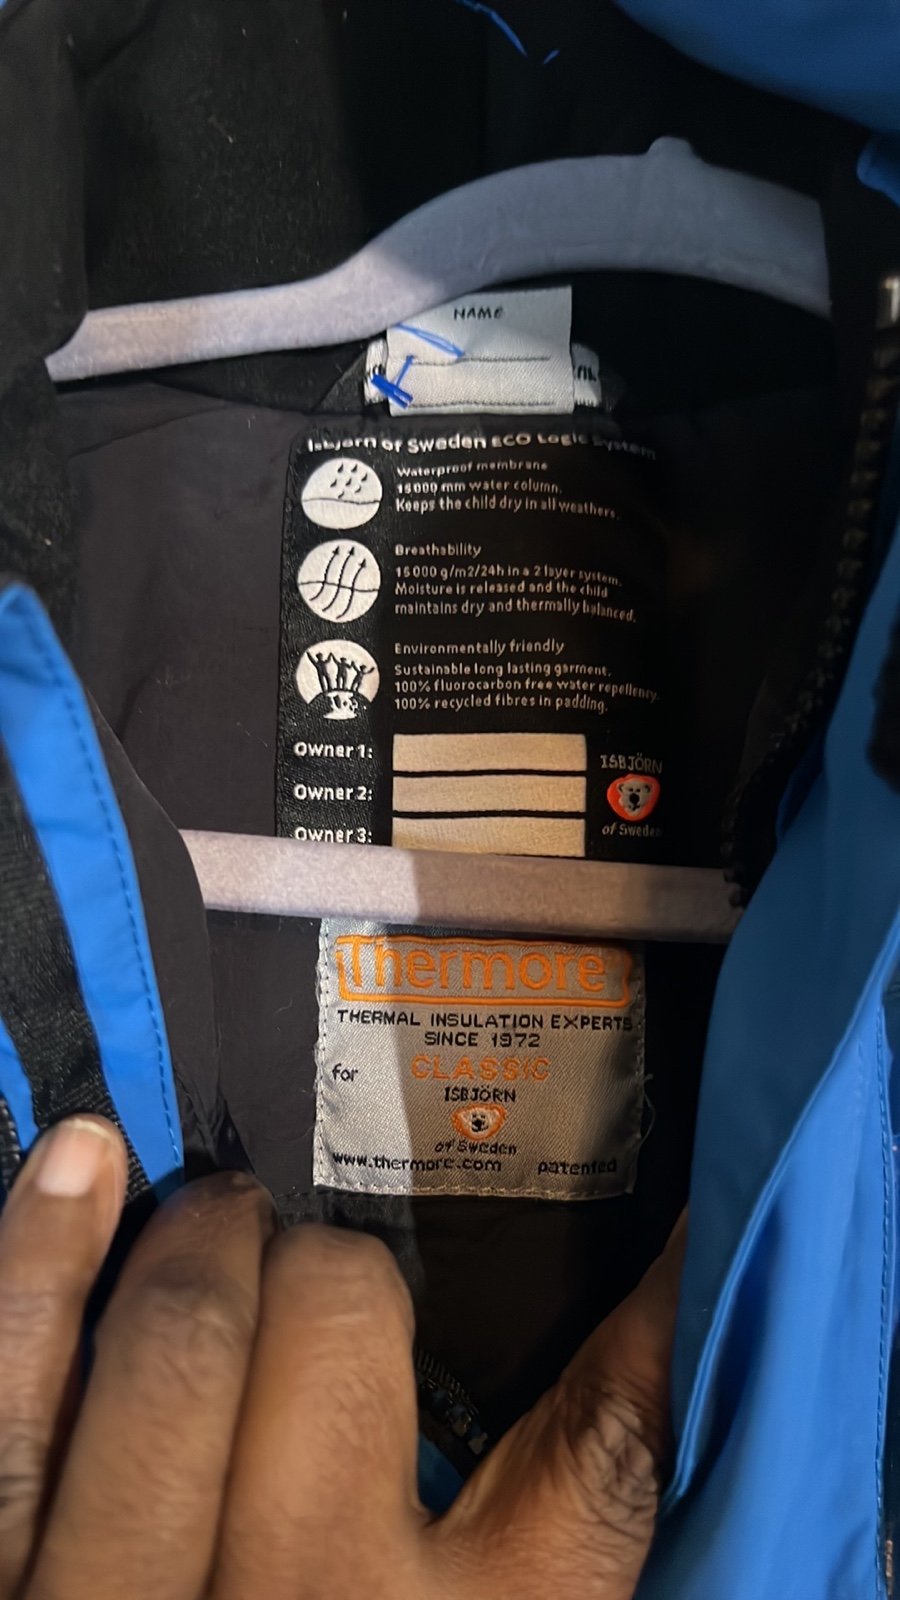 NAME
Isbjörn of Sweden ECO Logic System
Waterproof membrane
15 000 mm water column.
Keeps the child dry in all weathers.
Breathability
15 000 g/m2/24h in a 2 layer system.
Moisture is released and the child
maintains dry and thermally balanced.
Environmentally friendly
Sustainable long lasting garment.
100% fluorocarbon free water repellency.
100% recycled fibres in padding.
Owner 1:
Owner 2:
Owner 3:
ISBJÖRN
of Sweden
Thermore
THERMAL INSULATION EXPERTS
SINCE 1972
for CLASSIC
ISBJÖRN
of Sweden
www.thermore.com patented